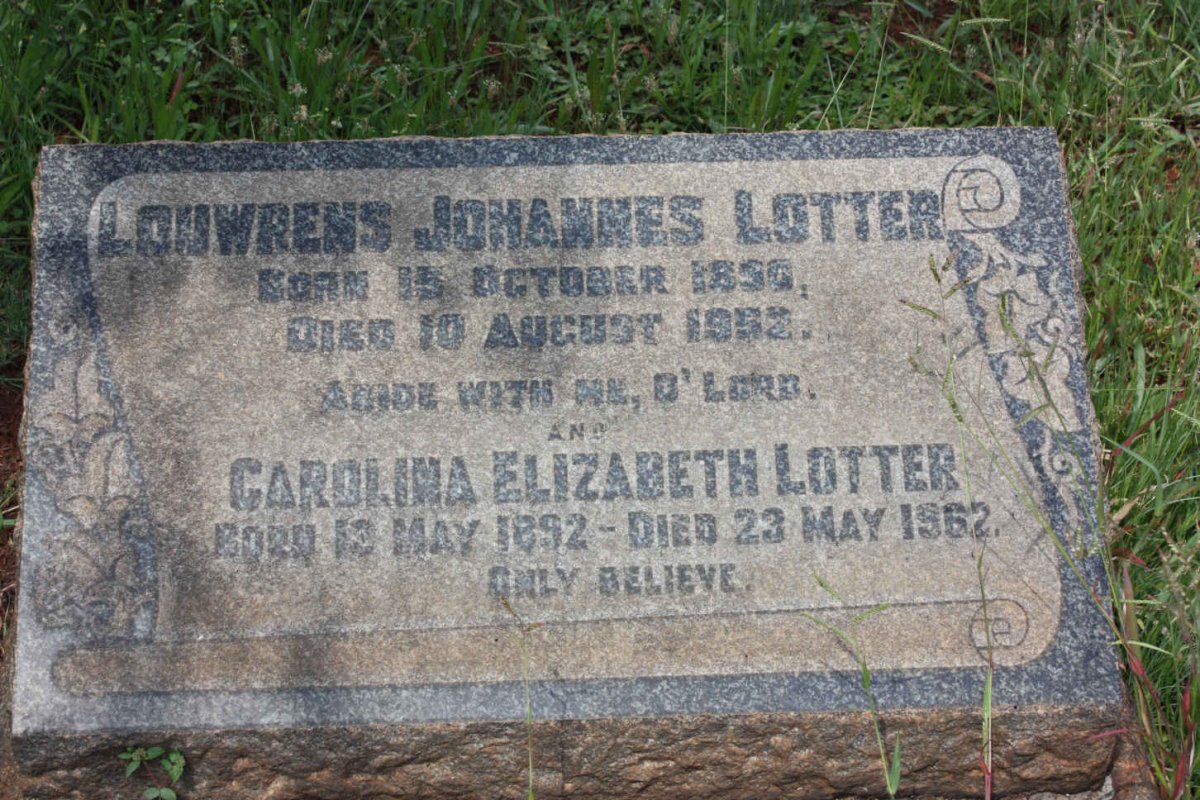 LOUWRENS JOHANNES LOTTER
BORN 15 OCTOBER 1890.
DIED 10 AUGUST 1952.
ABIDE WITH ME, O' LORD.
AND
CAROLINA ELIZABETH LOTTER
BORN MAY 1892 - DIED 23 MAY 1962.
ONLY BELIEVE.